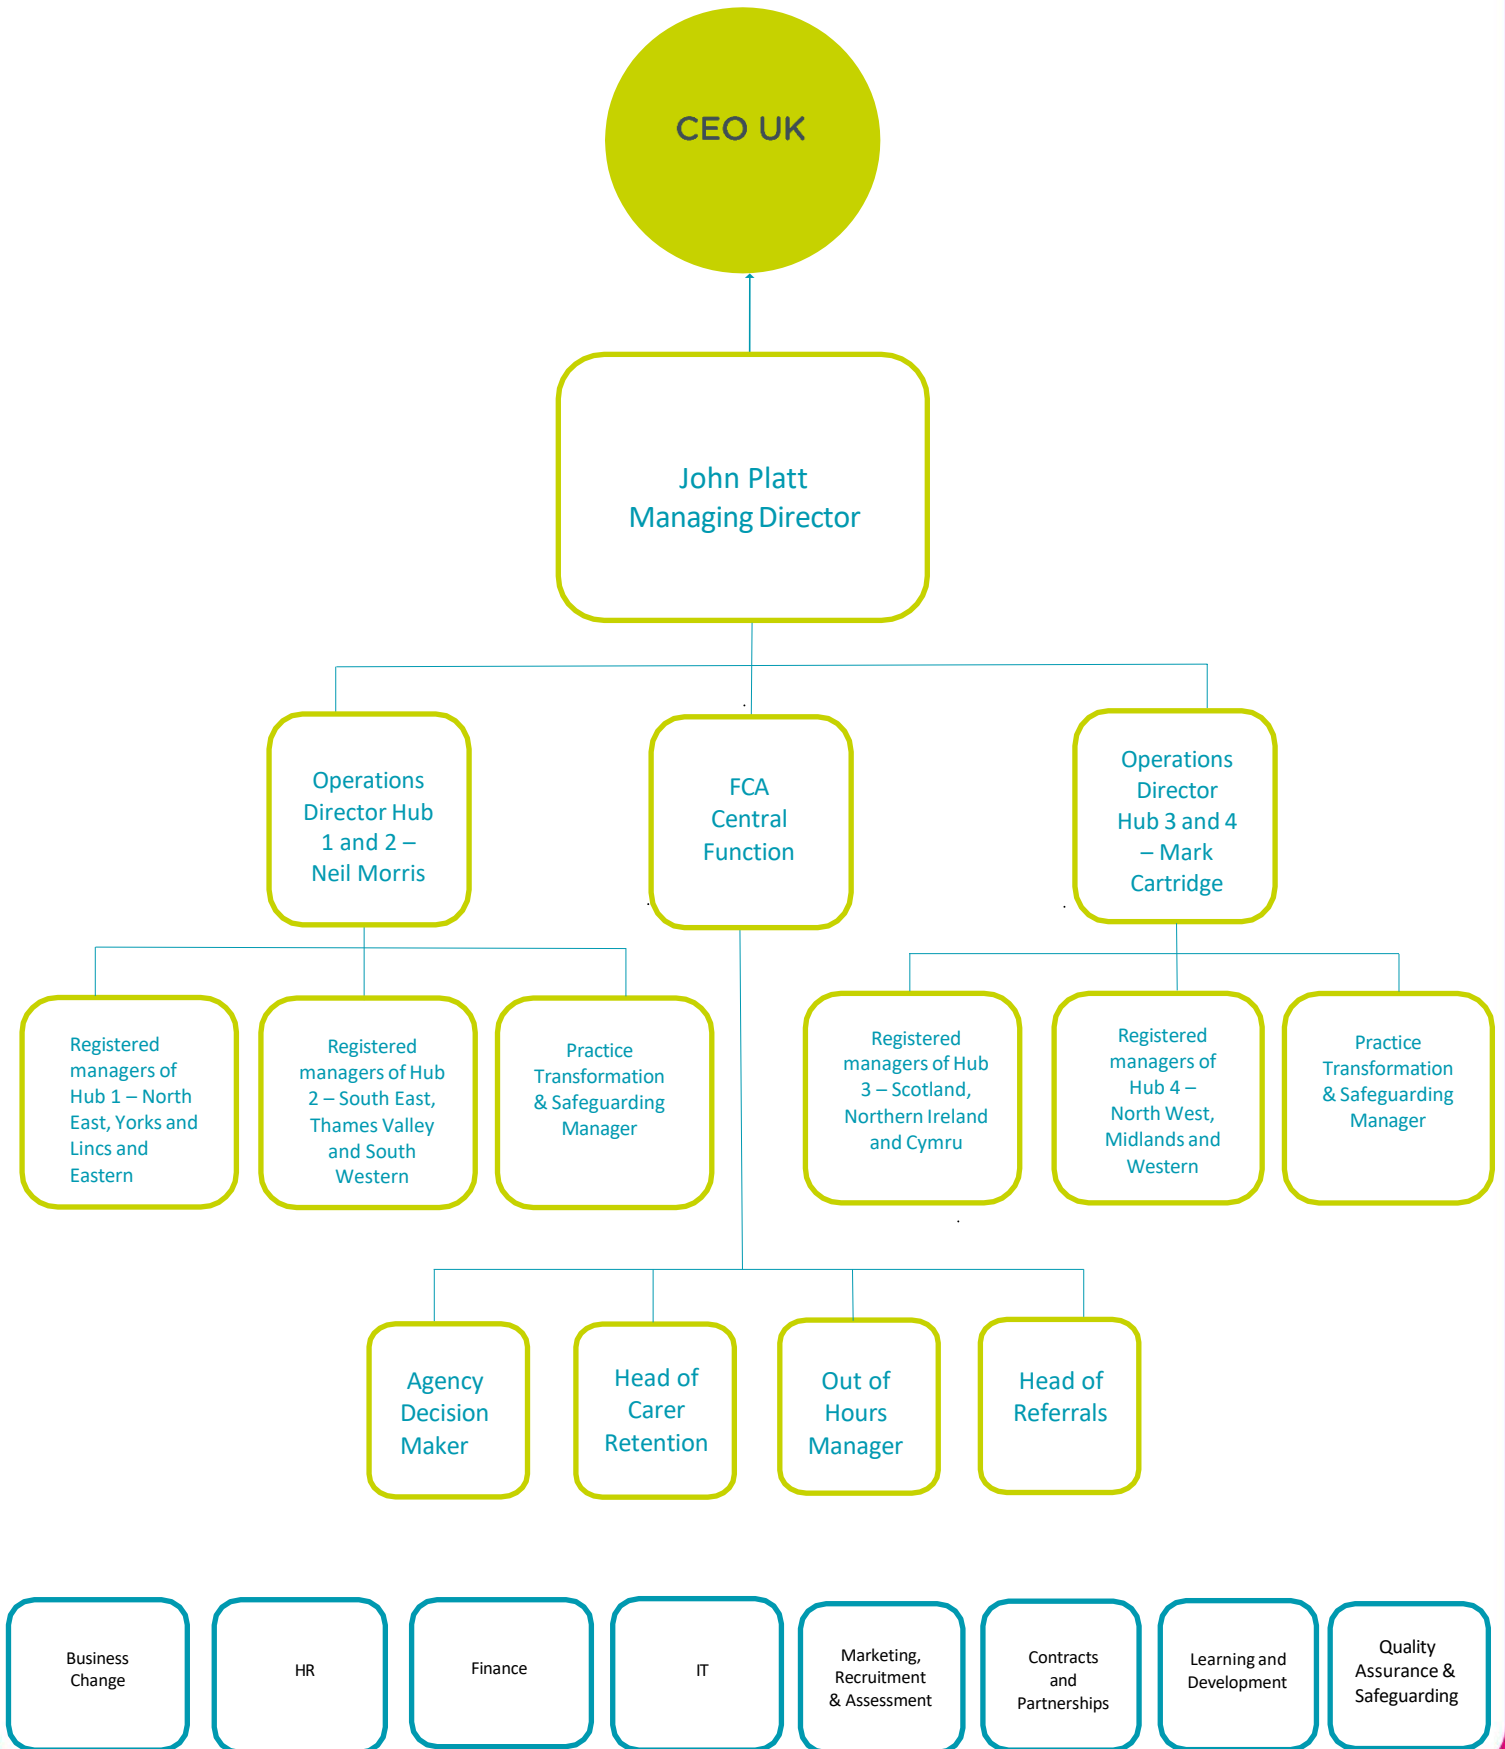 CEO UK
John Platt
Managing Director
Operations
Director Hub
1 and 2 –
Neil Morris
FCA
Central
Function
Operations
Director
Hub 3 and 4
– Mark
Cartridge
Registered
managers of
Hub 1 – North
East, Yorks and
Lincs and
Eastern
Registered
managers of Hub
2 – South East,
Thames Valley
and South
Western
Practice
Transformation
& Safeguarding
Manager
Registered
managers of Hub
3 – Scotland,
Northern Ireland
and Cymru
Registered
managers of
Hub 4 –
North West,
Midlands and
Western
Practice
Transformation
& Safeguarding
Manager
Agency
Decision
Maker
Head of
Carer
Retention
Out of
Hours
Manager
Head of
Referrals
Business
Change
HR
Finance
IT
Marketing,
Recruitment
& Assessment
Contracts
and
Partnerships
Learning and
Development
Quality
Assurance &
Safeguarding